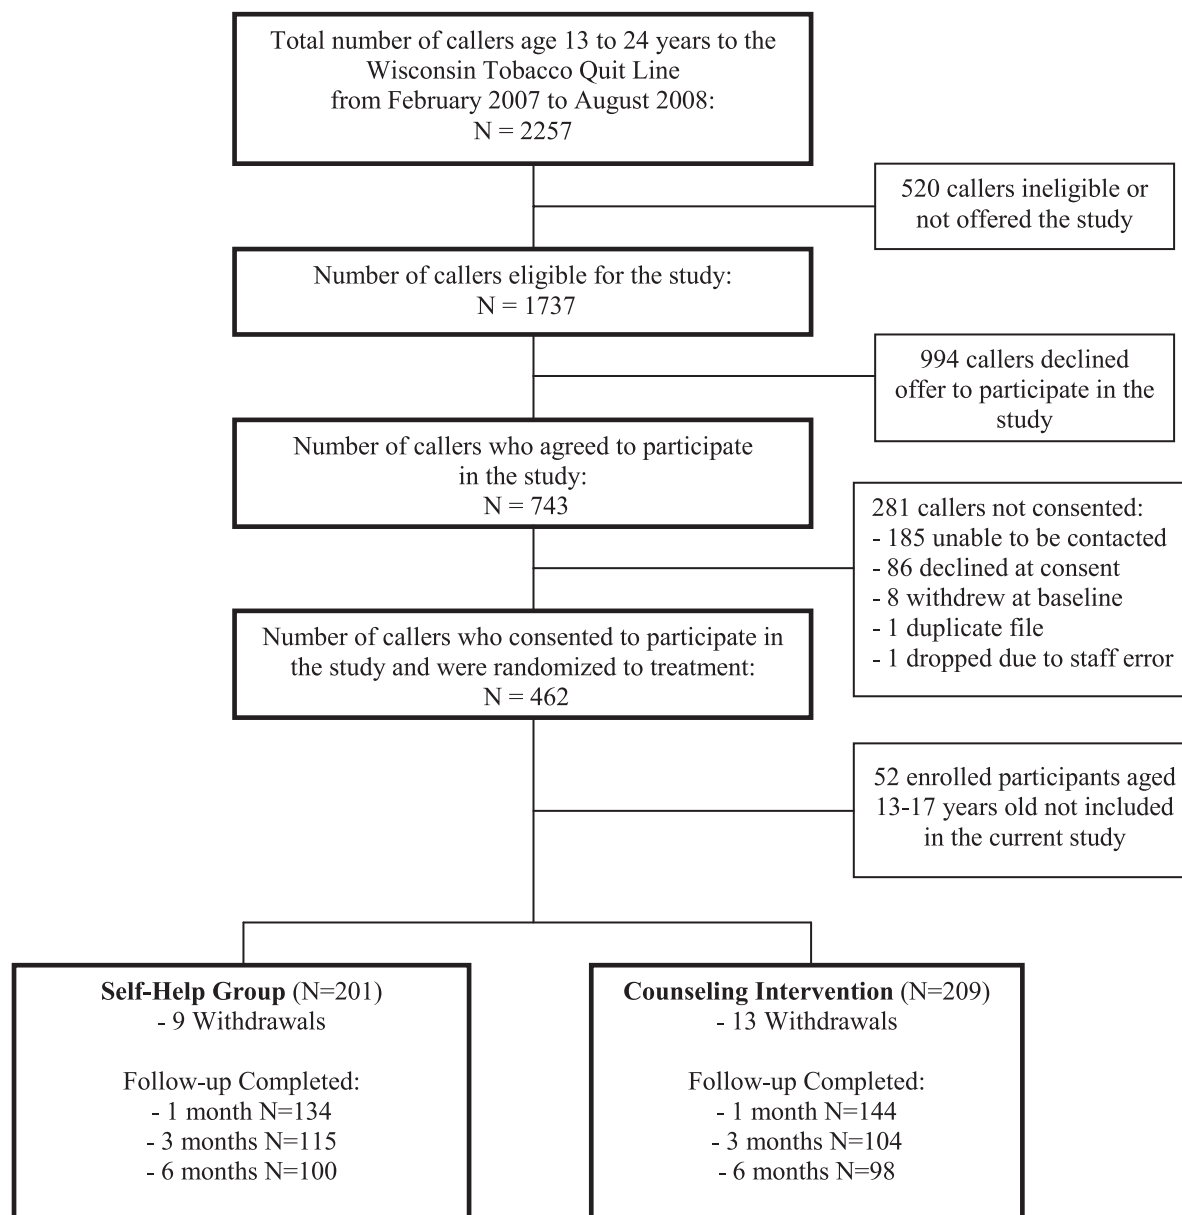 Total number of callers age 13 to 24 years to the
Wisconsin Tobacco Quit Line
from February 2007 to August 2008:
N = 2257
520 callers ineligible or
not offered the study
Number of callers eligible for the study:
N = 1737
994 callers declined
offer to participate in the
study
Number of callers who agreed to participate
in the study:
N = 743
281 callers not consented:
- 185 unable to be contacted
- 86 declined at consent
- 8 withdrew at baseline
- 1 duplicate file
- 1 dropped due to staff error
Number of callers who consented to participate in
the study and were randomized to treatment:
N = 462
52 enrolled participants aged
13-17 years old not included
in the current study
Self-Help Group (N=201)
- 9 Withdrawals
Follow-up Completed:
- 1 month N=134
- 3 months N=115
- 6 months N=100
Counseling Intervention (N=209)
- 13 Withdrawals
Follow-up Completed:
- 1 month N=144
- 3 months N=104
- 6 months N=98